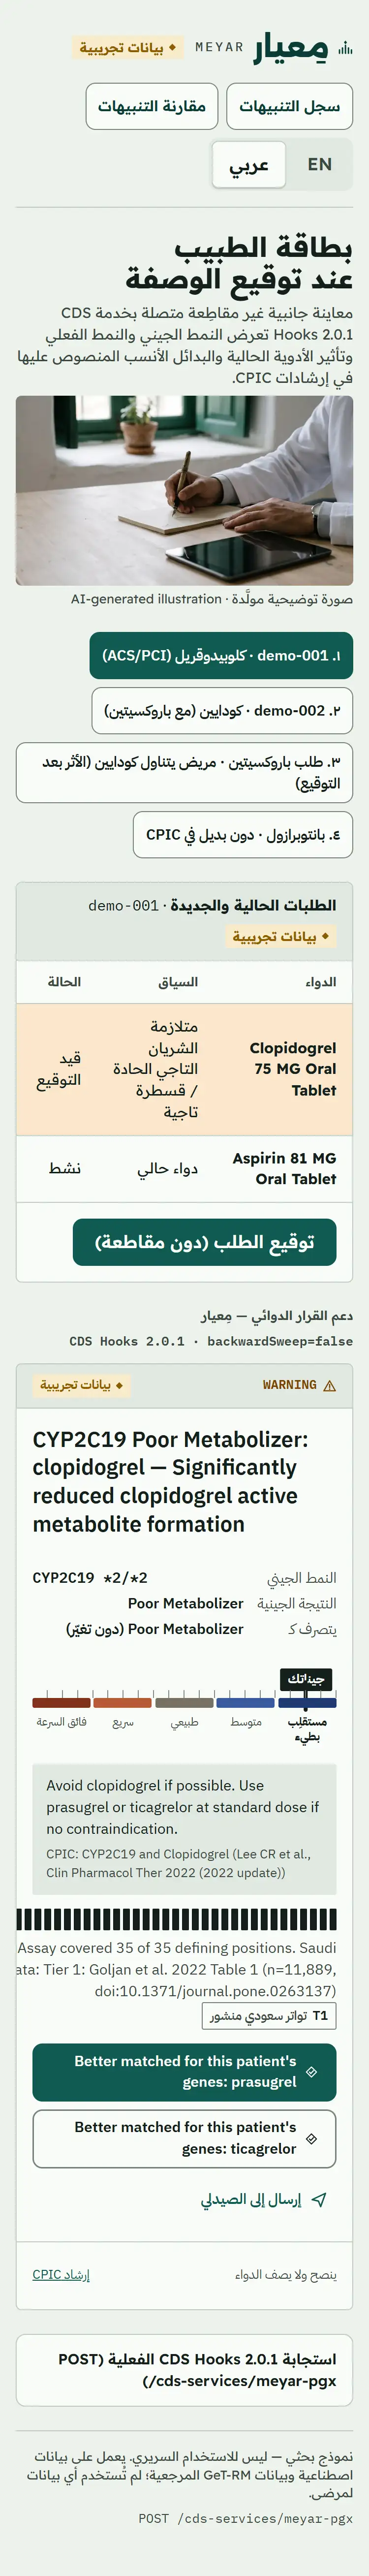 مِعيار MEYAR ◆ بيانات تجريبية
سجل التنبيهات مقارنة التنبيهات
EN عربي
بطاقة الطبيب
عند توقيع الوصفة
معاينة جانبية غير مقاطِعة متصلة بخدمة CDS
Hooks 2.0.1 تعرض النمط الجيني والنمط الفعلي
وتأثير الأدوية الحالية والبدائل الأنسب المنصوص عليها
في إرشادات CPIC.
صورة توضيحية مولَّدة · AI-generated illustration
١. demo-001 · كلوبيدوقريل (ACS/PCI)
٢. demo-002 · كودايين (مع باروكسيتين)
٣. طلب باروكسيتين · مريض يتناول كودايين (الأثر بعد
التوقيع)
٤. بانتوبرازول · دون بديل في CPIC
الطلبات الحالية والجديدة · demo-001
◆ بيانات تجريبية
الدواء السياق الحالة
Clopidogrel
75 MG Oral
Tablet
متلازمة
الشريان
التاجي الحادة
/ قسطرة
تاجية
قيد
التوقيع
Aspirin 81 MG
Oral Tablet
دواء حالي
نشط
توقيع الطلب (دون مقاطعة)
دعم القرار الدوائي — مِعيار
CDS Hooks 2.0.1 · backwardSweep=false
WARNING ◆ بيانات تجريبية
CYP2C19 Poor Metabolizer:
clopidogrel — Significantly
reduced clopidogrel active
metabolite formation
النمط الجيني CYP2C19 *2/*2
النتيجة الجينية Poor Metabolizer
يتصرف كـ Poor Metabolizer (دون تغيّر)
جيناتك
مستقلِب
بطيء
متوسط
طبيعي
سريع
فائق السرعة
Avoid clopidogrel if possible. Use
prasugrel or ticagrelor at standard dose if
no contraindication.
CPIC: CYP2C19 and Clopidogrel (Lee CR et al.,
Clin Pharmacol Ther 2022 (2022 update))
Assay covered 35 of 35 defining positions. Saudi
ata: Tier 1: Goljan et al. 2022 Table 1 (n=11,889,
doi:10.1371/journal.pone.0263137)
T1 تواتر سعودي منشور
Better matched for this patient's
genes: prasugrel
Better matched for this patient's
genes: ticagrelor
إرسال إلى الصيدلي
ينصح ولا يصف الدواء
إرشاد CPIC
استجابة CDS Hooks 2.0.1 الفعلية (POST
/cds-services/meyar-pgx)
نموذج بحثي — ليس للاستخدام السريري. يعمل على بيانات
اصطناعية وبيانات GeT-RM المرجعية؛ لم تُستخدم أي بيانات
لمرضى.
POST /cds-services/meyar-pgx